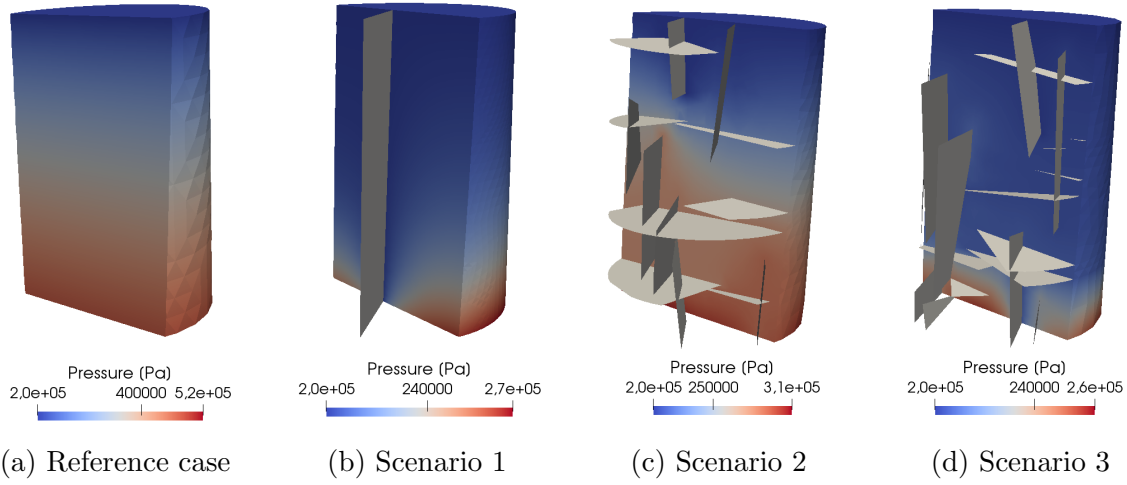 Pressure (Pa)
2,0e+05 400000 5,2e+05
(a) Reference case
Pressure (Pa)
2,0e+05 240000 2,7e+05
(b) Scenario 1
Pressure (Pa)
2,0e+05 250000 3,1e+05
(c) Scenario 2
Pressure (Pa)
2,0e+05 240000 2,6e+05
(d) Scenario 3